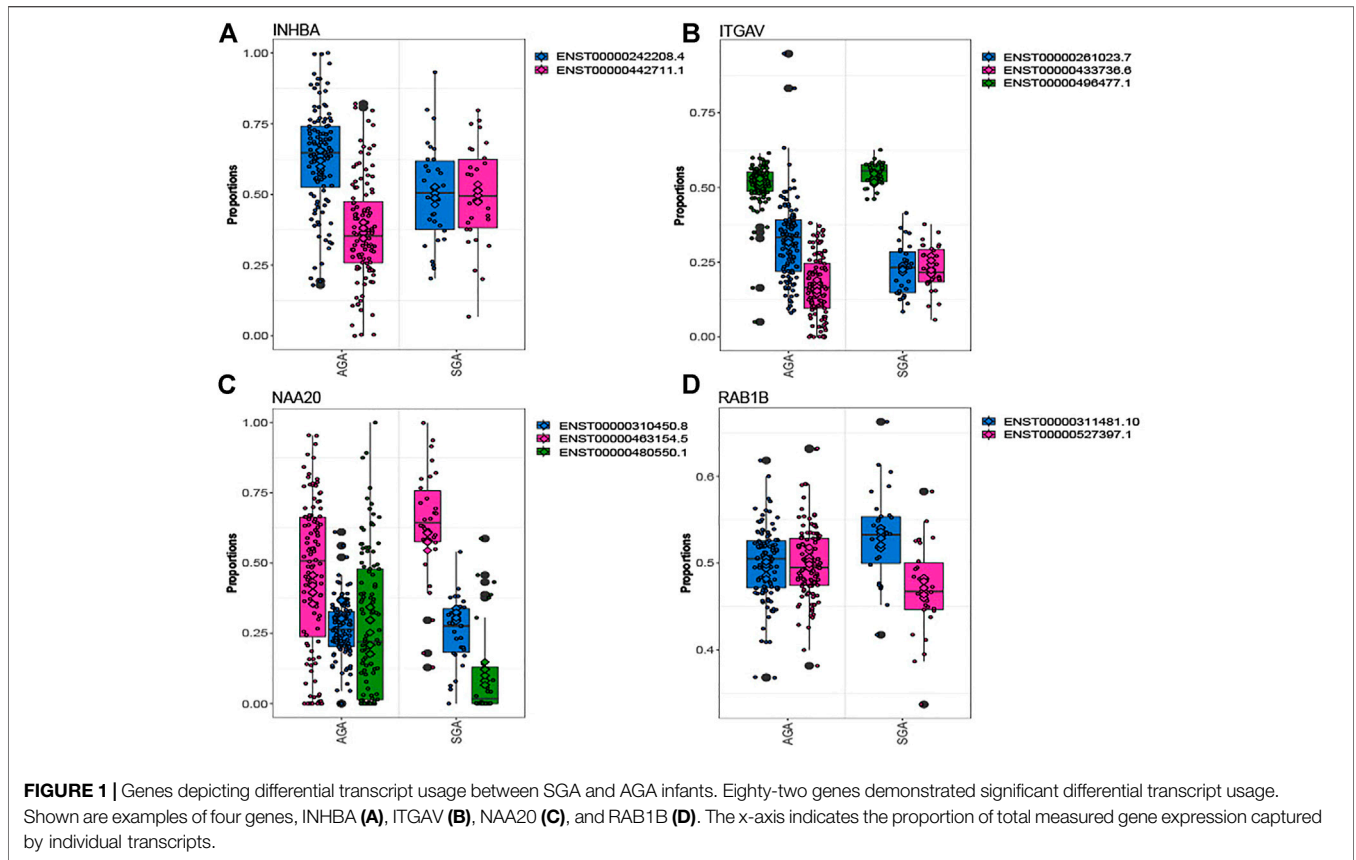 A
INHBA
1.00
0.75
0.50
0.25
0.00
Proportions
AGA
SGA
ENST00000242208.4
ENST00000442711.1
B
ITGAV
0.75
0.50
0.25
0.00
Proportions
AGA
SGA
ENST00000261023.7
ENST00000433736.6
ENST00000496477.1
C
NAA20
1.00
0.75
0.50
0.25
0.00
Proportions
AGA
SGA
ENST00000310450.8
ENST00000463154.5
ENST00000480550.1
D
RAB1B
0.6
0.5
0.4
Proportions
AGA
SGA
ENST00000311481.10
ENST00000527397.1
FIGURE 1 | Genes depicting differential transcript usage between SGA and AGA infants. Eighty-two genes demonstrated significant differential transcript usage.
Shown are examples of four genes, INHBA (A), ITGAV (B), NAA20 (C), and RAB1B (D). The x-axis indicates the proportion of total measured gene expression captured
by individual transcripts.